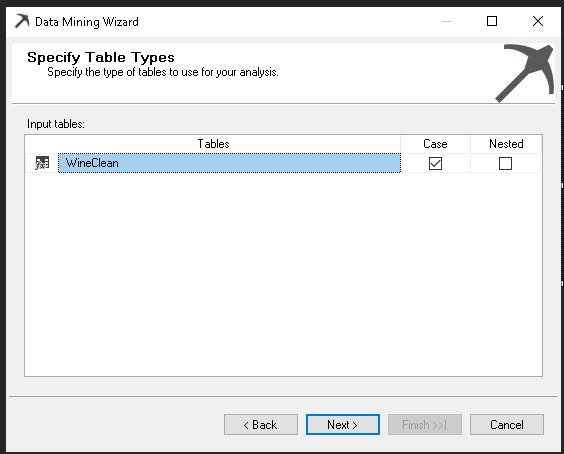 Data Mining Wizard
Specify Table Types
Specify the type of tables to use for your analysis.
Input tables:
Tables Case Nested
WineClean
< Back Next > Finish >>| Cancel